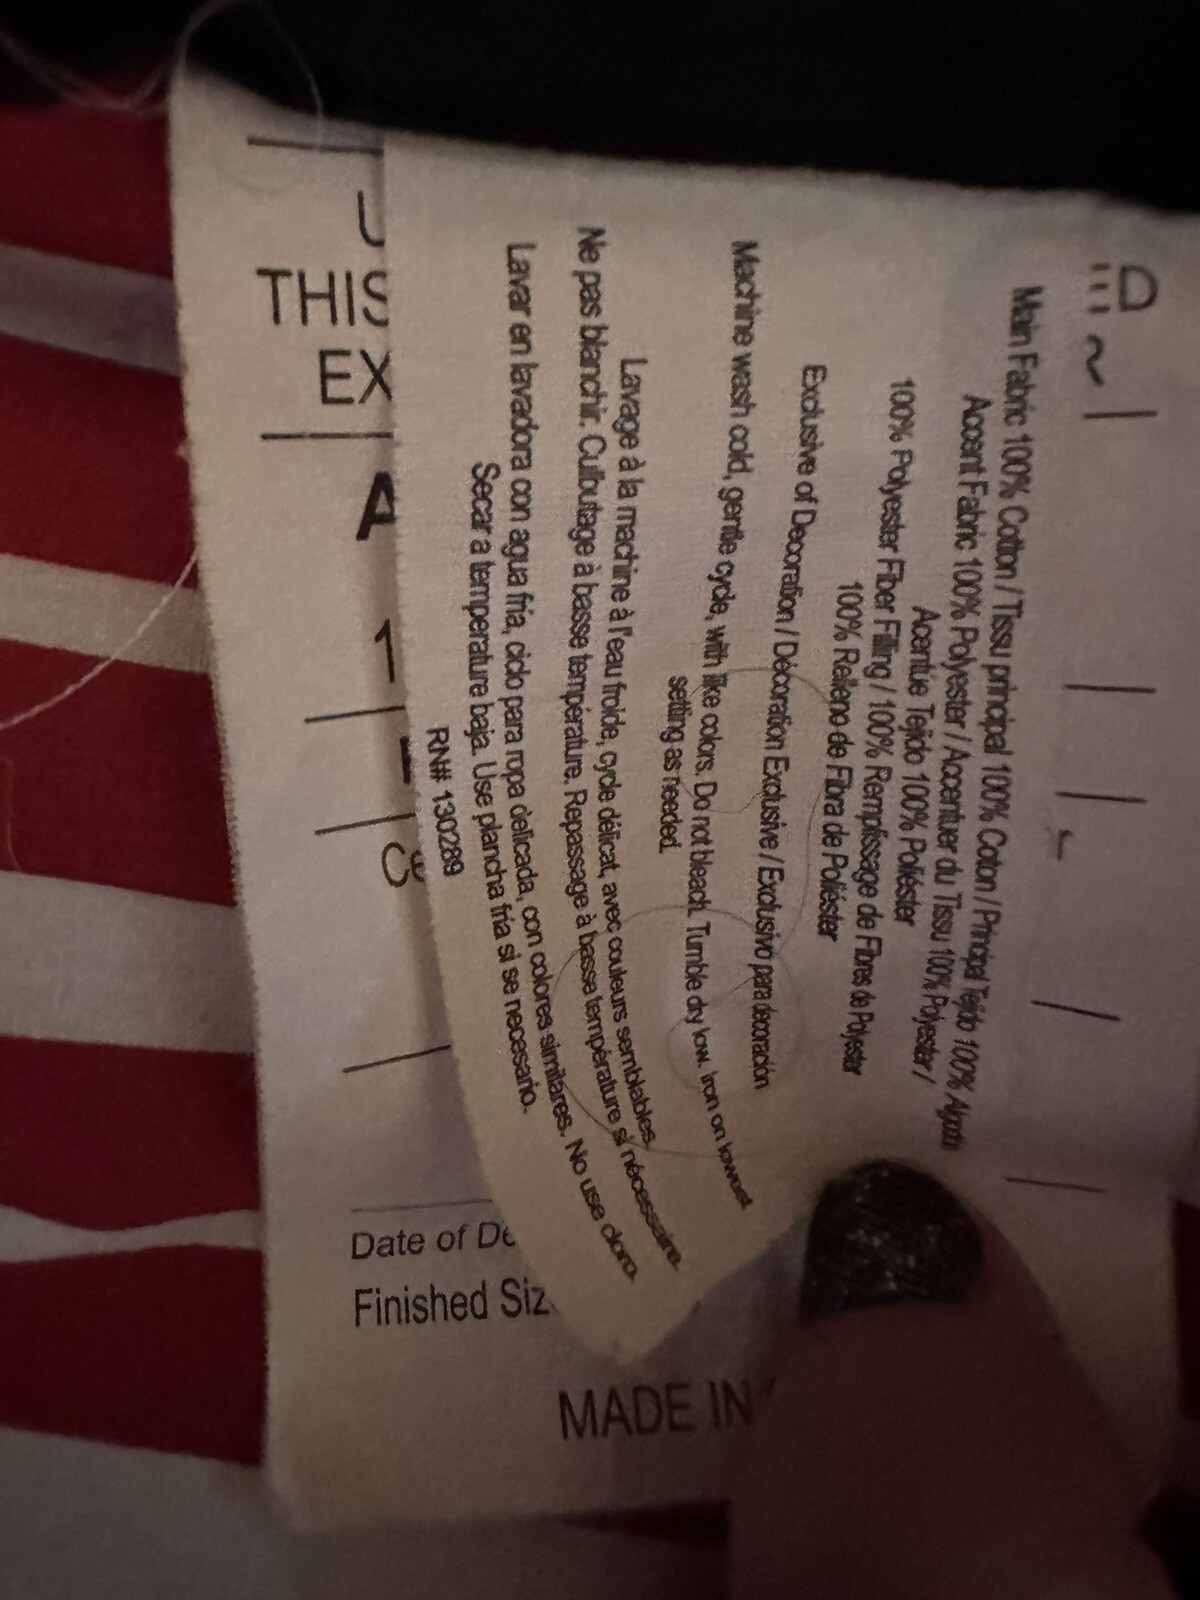 Main Fabric 100% Cotton / Tissu principal 100% Coton / Principal Tejido 100% Algodón
Accent Fabric 100% Polyester / Accentuer du Tissu 100% Polyester /
Acentúe Tejido 100% Poliéster
100% Polyester Fiber Filling / 100% Remplissage de Fibres de Polyester
100% Relleno de Fibra de Poliéster
Exclusive of Decoration / Décoration Exclusive / Exclusivo para decoración
Machine wash cold, gentle cycle, with like colors. Do not bleach. Tumble dry low. Iron on lowest
setting as needed.
Lavage à la machine à l'eau froide, cycle délicat, avec couleurs semblables.
Ne pas blanchir. Culbutage à basse température. Repassage à basse température si nécessaire.
Lavar en lavadora con agua fría, ciclo para ropa delicada, con colores similares. No use cloro.
Secar a temperature baja. Use plancha fría si se necesario.
RN# 130289
U
THIS
EX
A
1
Date of De
Finished Siz
MADE IN